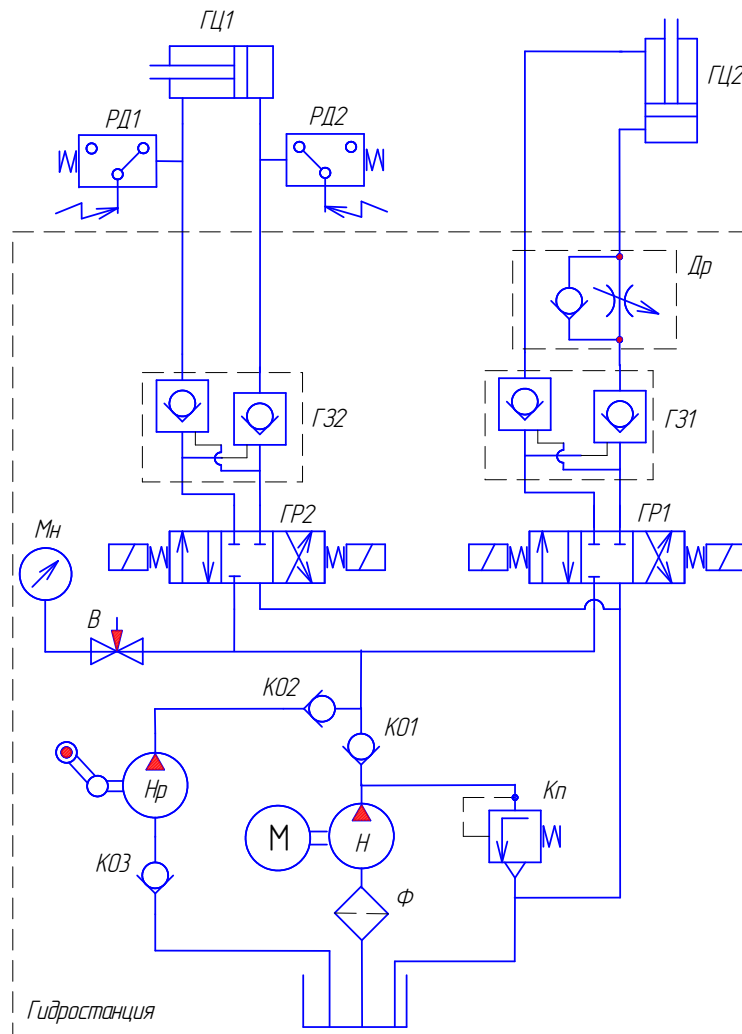 ГЦ1
ГЦ2
РД1
РД2
Др
ГЗ2
ГЗ1
ГР2
ГР1
Мн
В
КО2
КО1
Нр
Кп
М
Н
КО3
Ф
Гидростанция